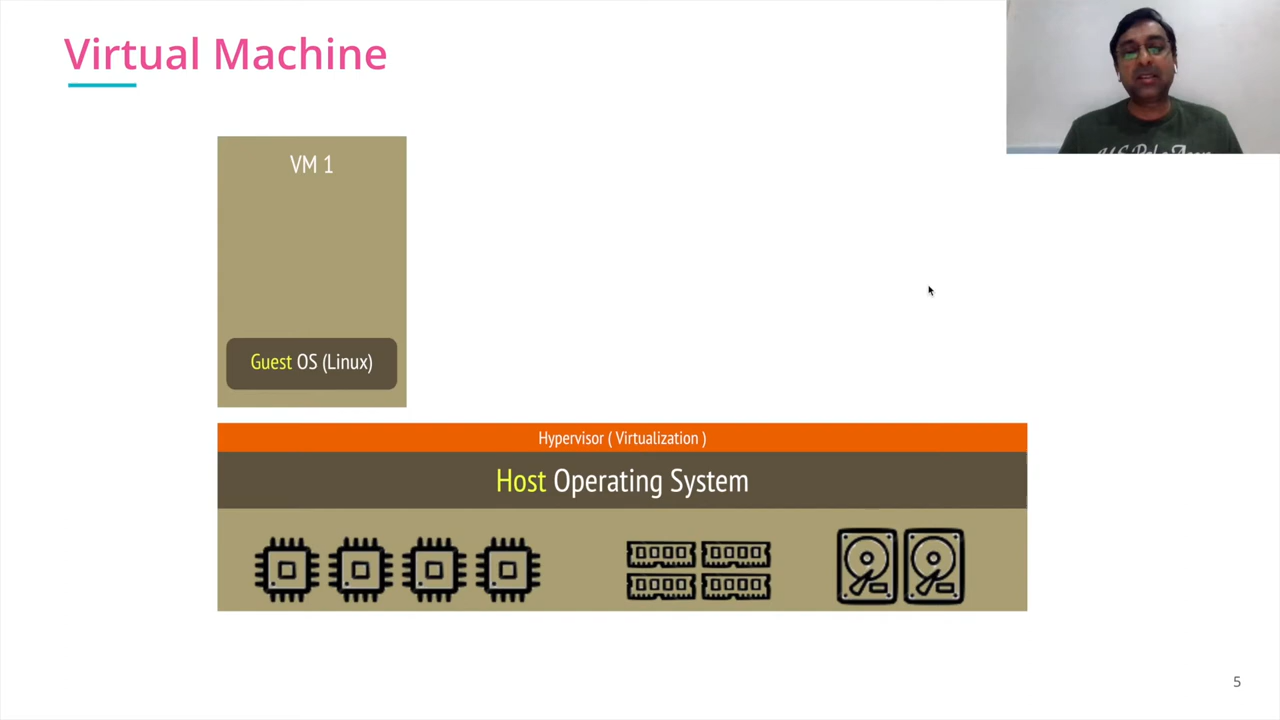 Virtual Machine
VM 1
Guest OS (Linux)
Hypervisor ( Virtualization )
Host Operating System
5